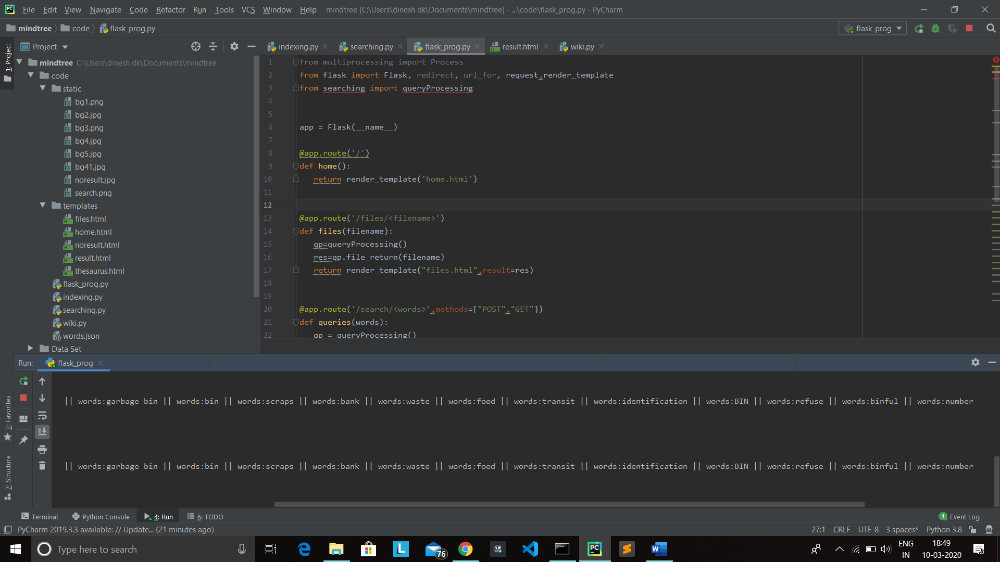 File Edit View Navigate Code Refactor Run Tools VCS Window Help mindtree [C:\Users\dinesh dk\Documents\mindtree] - ...\code\flask_prog.py - PyCharm
mindtree code flask_prog.py flask_prog
1: Project
Project
indexing.py searching.py flask_prog.py result.html wiki.py
mindtree C:\Users\dinesh dk\Documents\mindtree
code
static
bg1.png
bg2.jpg
bg3.png
bg4.jpg
bg5.jpg
bg41.jpg
noresult.jpg
search.png
templates
files.html
home.html
noresult.html
result.html
thesaurus.html
flask_prog.py
indexing.py
searching.py
wiki.py
words.json
Data Set
1 from multiprocessing import Process
2 from flask import Flask, redirect, url_for, request,render_template
3 from searching import queryProcessing
4
5
6 app = Flask(__name__)
7
8 @app.route('/')
9 def home():
10 return render_template('home.html')
11
12
13 @app.route('/files/<filename>')
14 def files(filename):
15 qp=queryProcessing()
16 res=qp.file_return(filename)
17 return render_template("files.html",result=res)
18
19
20 @app.route('/search/<words>',methods=["POST","GET"])
21 def queries(words):
22 qp = queryProcessing()
Run: flask_prog
|| words:garbage bin || words:bin || words:scraps || words:bank || words:waste || words:food || words:transit || words:identification || words:BIN || words:refuse || words:binful || words:number
|| words:garbage bin || words:bin || words:scraps || words:bank || words:waste || words:food || words:transit || words:identification || words:BIN || words:refuse || words:binful || words:number
2: Favorites
7: Structure
Terminal Python Console 4: Run 6: TODO 1 Event Log
PyCharm 2019.3.3 available: // Update... (21 minutes ago) 27:1 CRLF UTF-8 3 spaces* Python 3.8
Type here to search
76
ENG
IN
18:49
10-03-2020